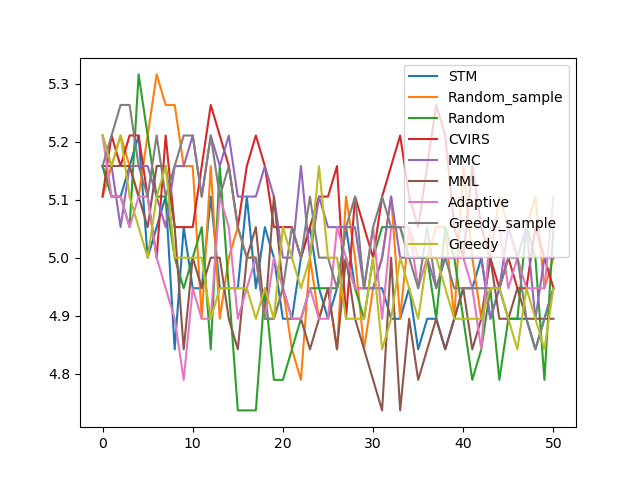 5.3
5.2
5.1
5.0
4.9
4.8
0
10
20
30
40
50
STM
Random_sample
Random
CVIRS
MMC
MML
Adaptive
Greedy_sample
Greedy